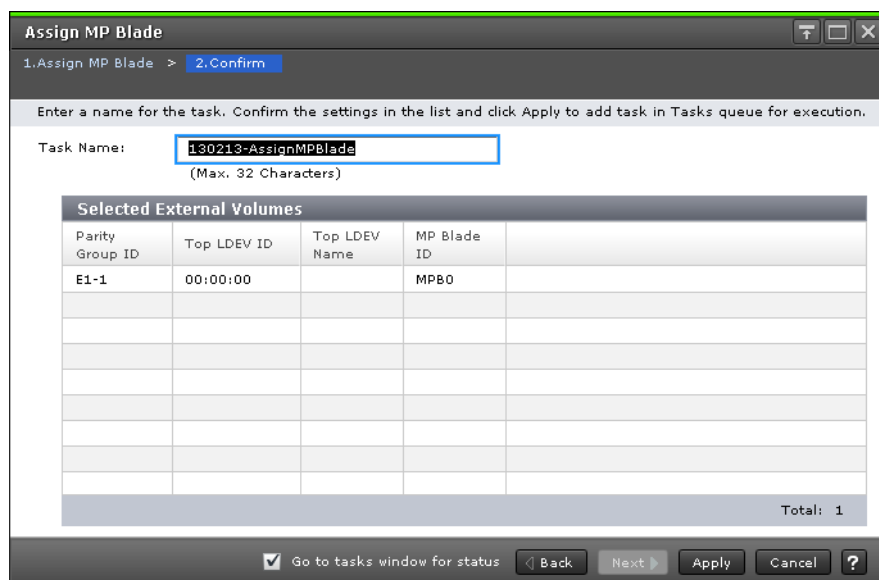 Assign MP Blade
1.Assign MP Blade > 2.Confirm
Enter a name for the task. Confirm the settings in the list and click Apply to add task in Tasks queue for execution.
Task Name: 130213-AssignMPBlade
(Max. 32 Characters)
Selected External Volumes
Parity Group ID Top LDEV ID Top LDEV Name MP Blade ID
E1-1 00:00:00 MPB0
Total: 1
Go to tasks window for status Back Next Apply Cancel ?